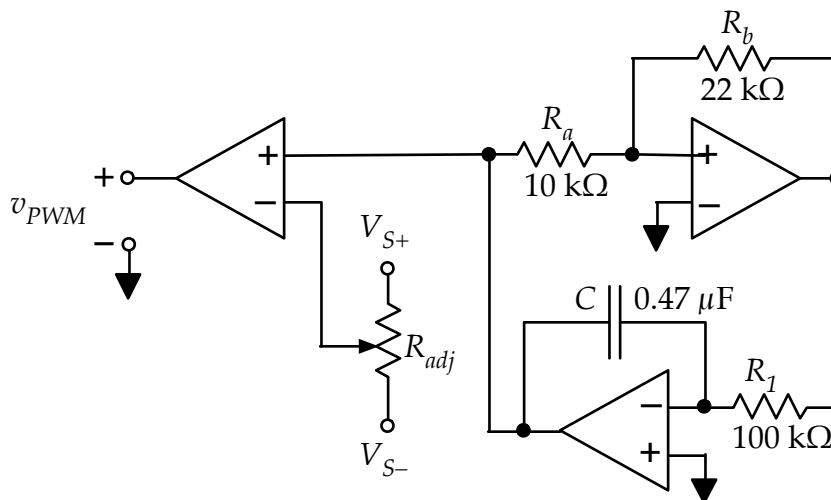 R_b
22 kΩ
R_a
10 kΩ
+
−
+
−
+
v_PWM
−
V_S+
R_adj
V_S−
C 0.47 μF
−
+
R_1
100 kΩ